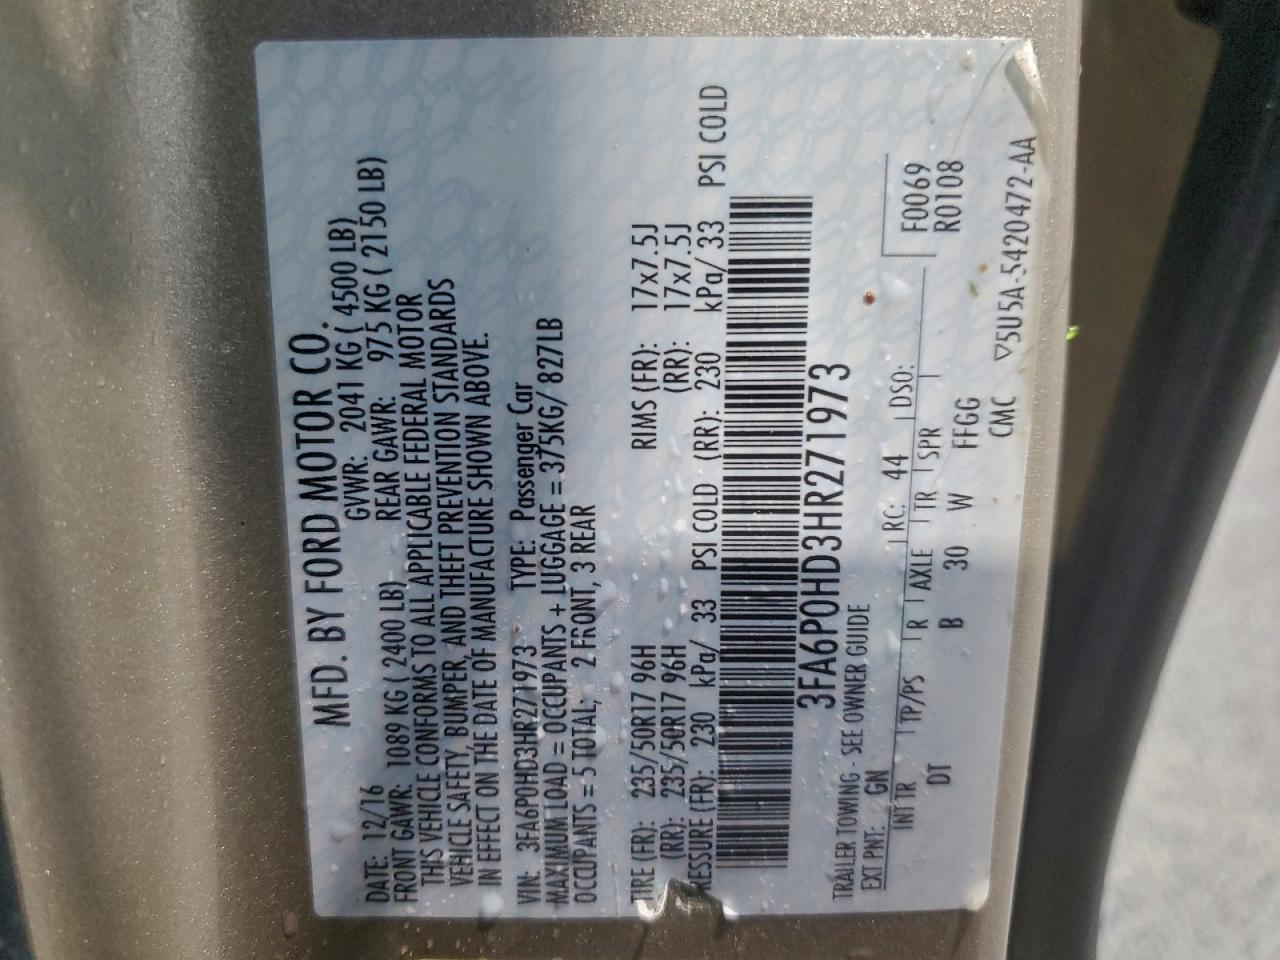 MFD. BY FORD MOTOR CO.
DATE: 12/16 GVWR: 2041 KG ( 4500 LB)
FRONT GAWR: 1089 KG ( 2400 LB) REAR GAWR: 975 KG ( 2150 LB)
THIS VEHICLE CONFORMS TO ALL APPLICABLE FEDERAL MOTOR
VEHICLE SAFETY, BUMPER, AND THEFT PREVENTION STANDARDS
IN EFFECT ON THE DATE OF MANUFACTURE SHOWN ABOVE.
VIN: 3FA6P0HD3HR271973 TYPE: Passenger Car
MAXIMUM LOAD = OCCUPANTS + LUGGAGE = 375KG/ 827LB
OCCUPANTS = 5 TOTAL; 2 FRONT, 3 REAR
TIRE (FR): 235/50R17 96H RIMS (FR): 17x7.5J
(RR): 235/50R17 96H (RR): 17x7.5J
RESSURE (FR): 230 kPa/ 33 PSI COLD (RR): 230 kPa/ 33 PSI COLD
3FA6P0HD3HR271973
TRAILER TOWING - SEE OWNER GUIDE
EXT PNT: GN RC: 44 DSO: F0069
INT TR TP/PS R AXLE TR SPR R0108
DT B 30 W FFGG
CMC ▽5U5A-5420472-AA